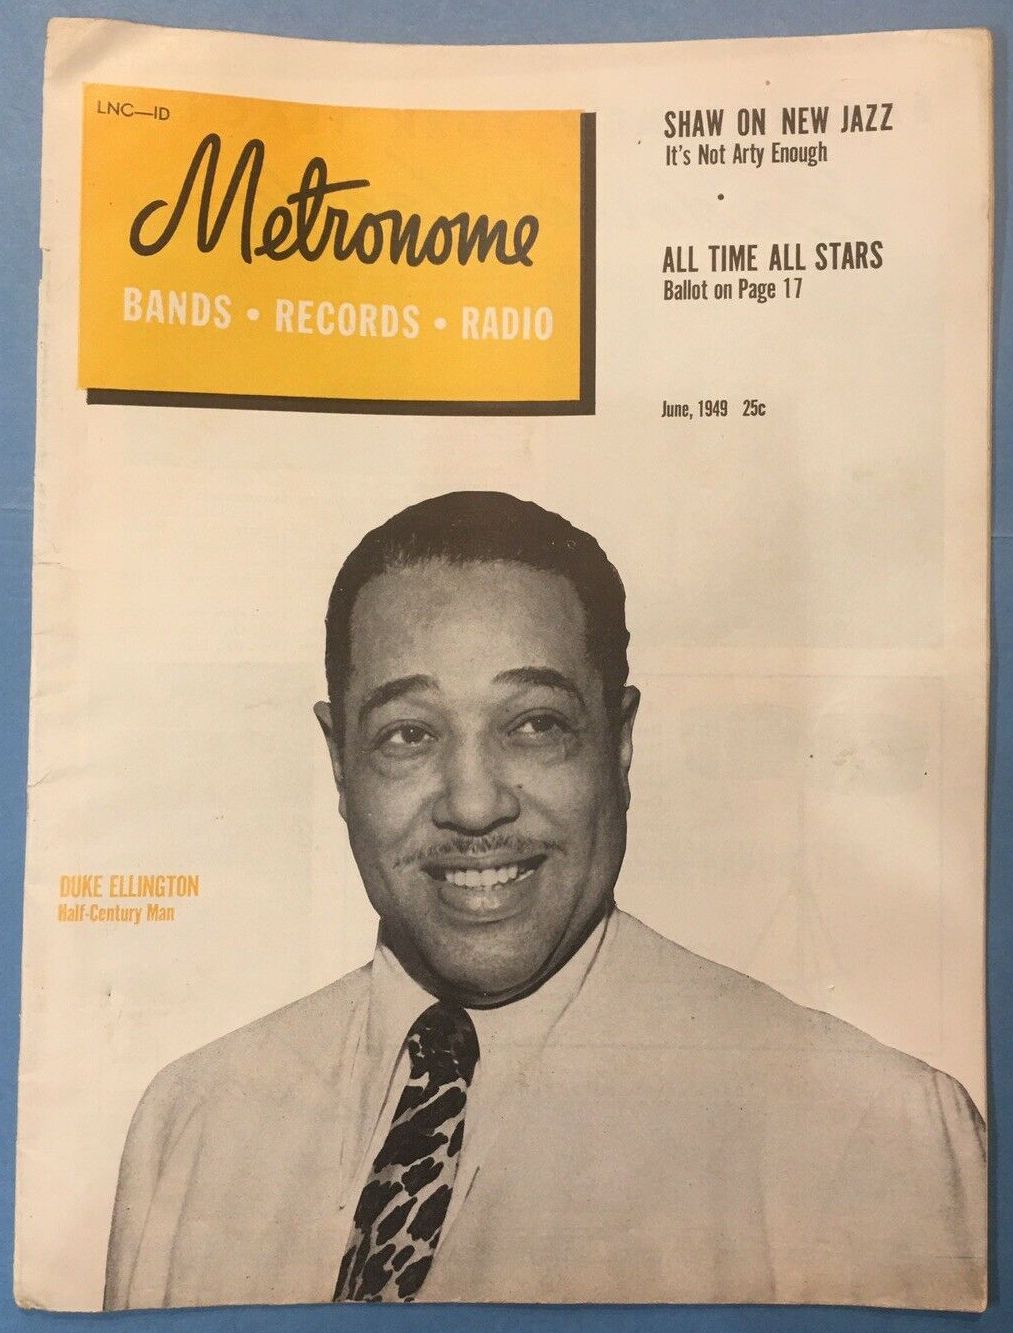 LNC—ID
Metronome
BANDS • RECORDS • RADIO
SHAW ON NEW JAZZ
It's Not Arty Enough
•
ALL TIME ALL STARS
Ballot on Page 17
June, 1949 25c
DUKE ELLINGTON
Half-Century Man